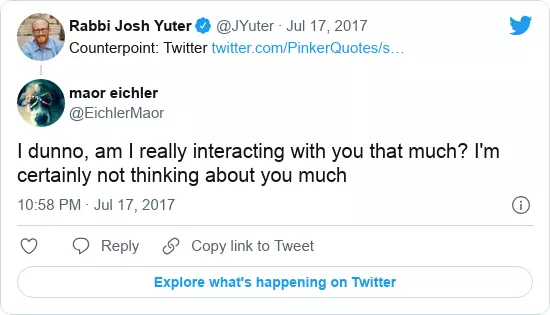 Rabbi Josh Yuter @JYuter · Jul 17, 2017
Counterpoint: Twitter twitter.com/PinkerQuotes/s…
maor eichler
@EichlerMaor
I dunno, am I really interacting with you that much? I'm
certainly not thinking about you much
10:58 PM · Jul 17, 2017
Reply Copy link to Tweet
Explore what's happening on Twitter